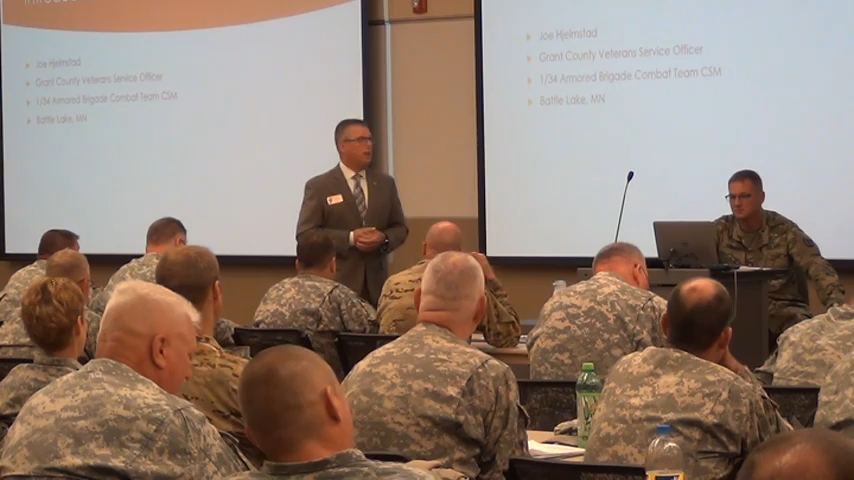 Joe Hjelmstad
Grant County Veterans Service Officer
1/34 Armored Brigade Combat Team CSM
Battle Lake, MN
Joe Hjelmstad
Grant County Veterans Service Officer
1/34 Armored Brigade Combat Team CSM
Battle Lake, MN